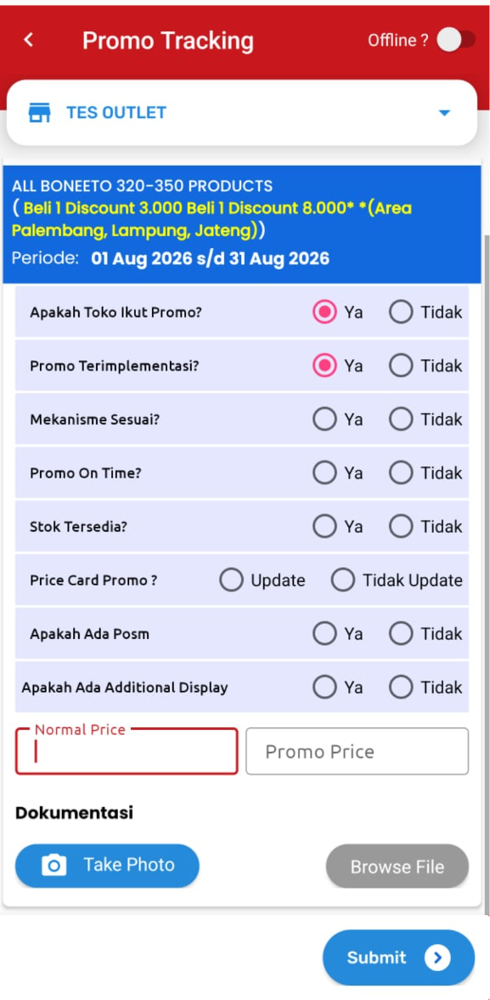 Promo Tracking
Offline ?
TES OUTLET
ALL BONEETO 320-350 PRODUCTS
( Beli 1 Discount 3.000 Beli 1 Discount 8.000* *(Area
Palembang, Lampung, Jateng))
Periode: 01 Aug 2026 s/d 31 Aug 2026
Apakah Toko Ikut Promo? Ya Tidak
Promo Terimplementasi? Ya Tidak
Mekanisme Sesuai? Ya Tidak
Promo On Time? Ya Tidak
Stok Tersedia? Ya Tidak
Price Card Promo ? Update Tidak Update
Apakah Ada Posm Ya Tidak
Apakah Ada Additional Display Ya Tidak
Normal Price
Promo Price
Dokumentasi
Take Photo
Browse File
Submit